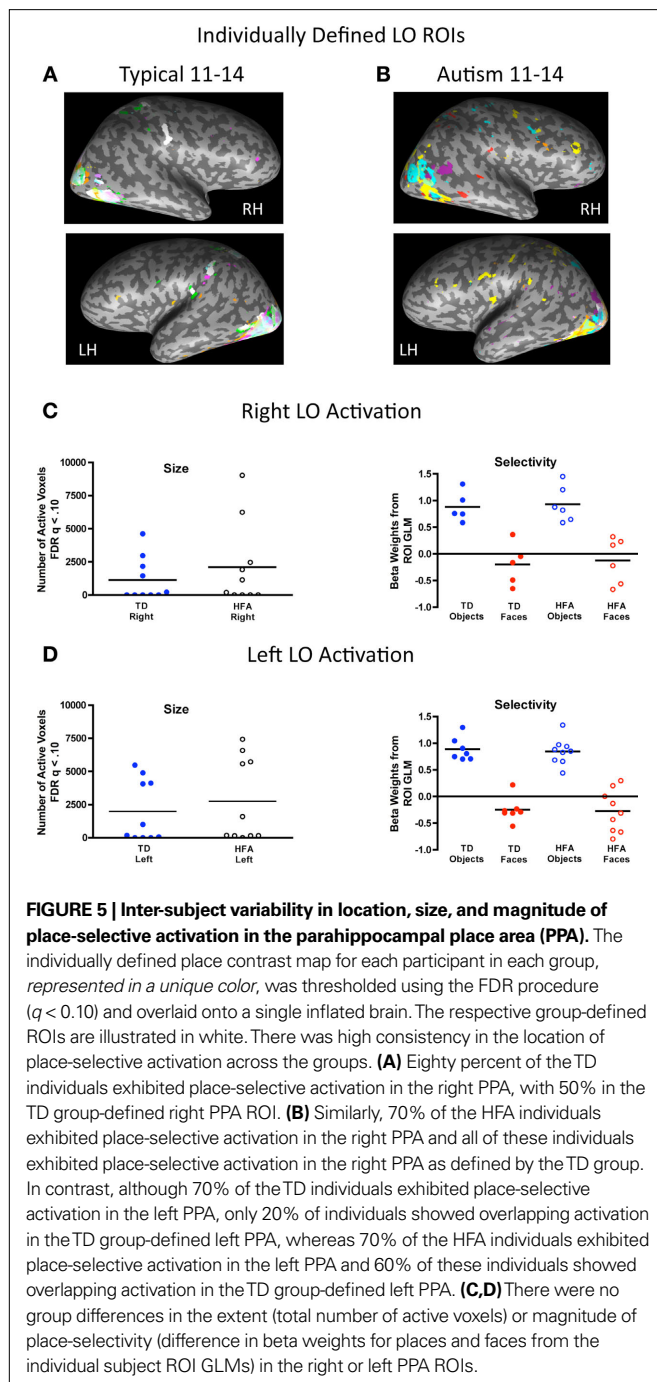 Individually Defined LO ROIs
A Typical 11-14
B Autism 11-14
RH
RH
LH
LH
C Right LO Activation
Size
Number of Active Voxels
FDR q < .10
10000
7500
5000
2500
0
TD
Right
HFA
Right
Selectivity
Beta Weights from
ROI GLM
1.5
1.0
0.5
0.0
-0.5
-1.0
TD
Objects
TD
Faces
HFA
Objects
HFA
Faces
D Left LO Activation
Size
Number of Active Voxels
FDR q < .10
10000
7500
5000
2500
0
TD
Left
HFA
Left
Selectivity
Beta Weights from
ROI GLM
1.5
1.0
0.5
0.0
-0.5
-1.0
TD
Objects
TD
Faces
HFA
Objects
HFA
Faces
FIGURE 5 | Inter-subject variability in location, size, and magnitude of
place-selective activation in the parahippocampal place area (PPA). The
individually defined place contrast map for each participant in each group,
represented in a unique color, was thresholded using the FDR procedure
(q < 0.10) and overlaid onto a single inflated brain. The respective group-defined
ROIs are illustrated in white. There was high consistency in the location of
place-selective activation across the groups. (A) Eighty percent of the TD
individuals exhibited place-selective activation in the right PPA, with 50% in the
TD group-defined right PPA ROI. (B) Similarly, 70% of the HFA individuals
exhibited place-selective activation in the right PPA and all of these individuals
exhibited place-selective activation in the right PPA as defined by the TD group.
In contrast, although 70% of the TD individuals exhibited place-selective
activation in the left PPA, only 20% of individuals showed overlapping activation
in the TD group-defined left PPA, whereas 70% of the HFA individuals exhibited
place-selective activation in the left PPA and 60% of these individuals showed
overlapping activation in the TD group-defined left PPA. (C,D) There were no
group differences in the extent (total number of active voxels) or magnitude of
place-selectivity (difference in beta weights for places and faces from the
individual subject ROI GLMs) in the right or left PPA ROIs.